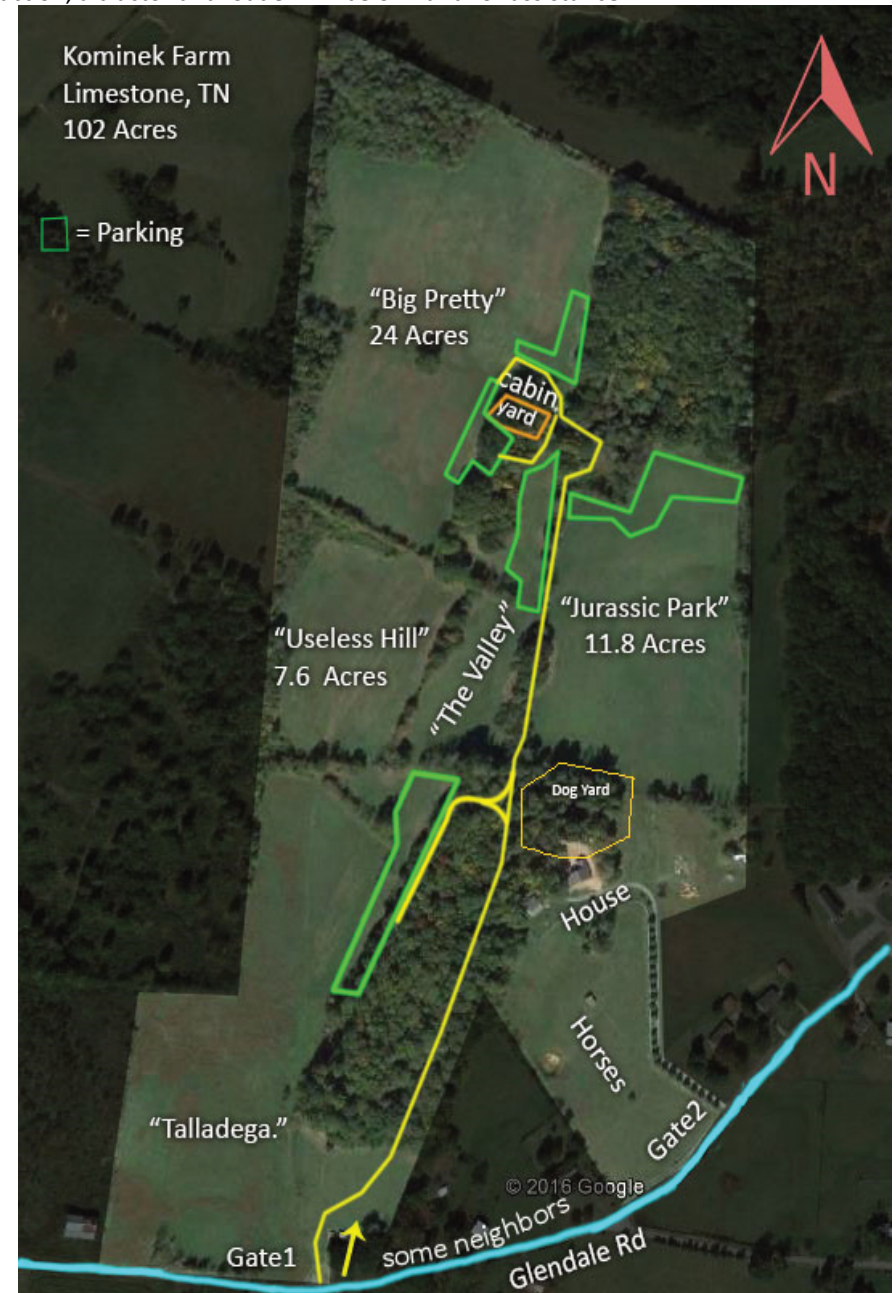 Kominek Farm
Limestone, TN
102 Acres
N
= Parking
“Big Pretty”
24 Acres
cabin
yard
“Jurassic Park”
11.8 Acres
“Useless Hill”
7.6 Acres
“The Valley”
Dog Yard
House
Horses
“Talladega.”
Gate2
© 2016 Google
some neighbors
Gate1
Glendale Rd